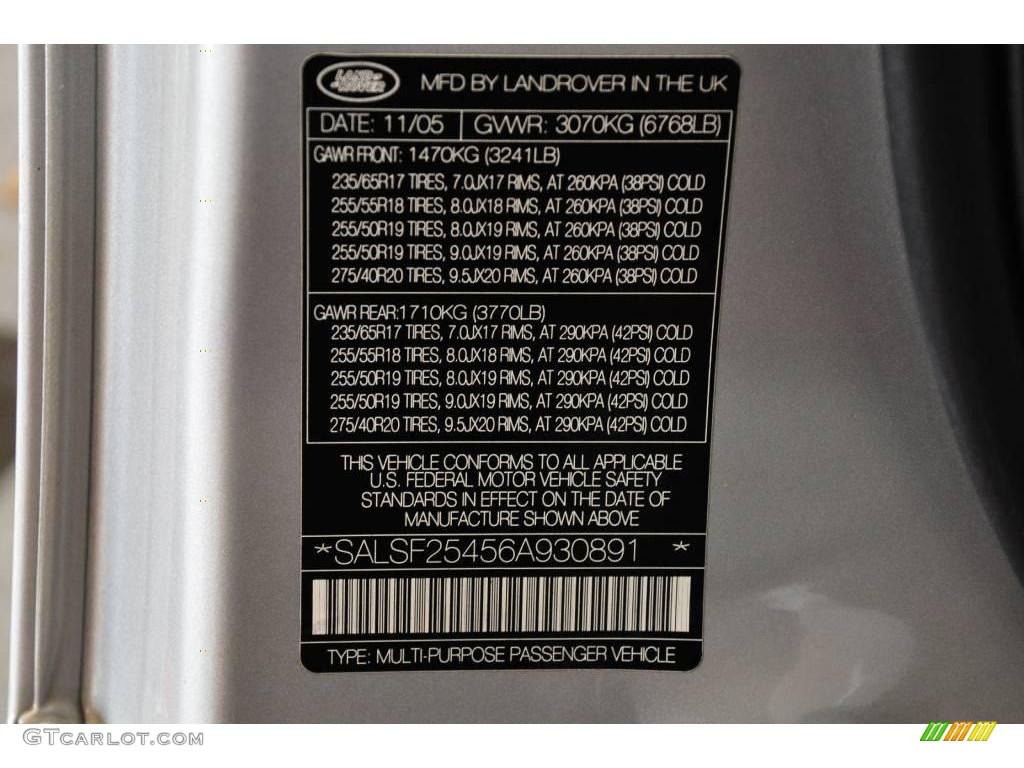 LAND ROVER
MFD BY LANDROVER IN THE UK
DATE: 11/05 GVWR: 3070KG (6768LB)
GAWR FRONT: 1470KG (3241LB)
235/65R17 TIRES, 7.0JX17 RIMS, AT 260KPA (38PSI) COLD
255/55R18 TIRES, 8.0JX18 RIMS, AT 260KPA (38PSI) COLD
255/50R19 TIRES, 8.0JX19 RIMS, AT 260KPA (38PSI) COLD
255/50R19 TIRES, 9.0JX19 RIMS, AT 260KPA (38PSI) COLD
275/40R20 TIRES, 9.5JX20 RIMS, AT 260KPA (38PSI) COLD
GAWR REAR:1710KG (3770LB)
235/65R17 TIRES, 7.0JX17 RIMS, AT 290KPA (42PSI) COLD
255/55R18 TIRES, 8.0JX18 RIMS, AT 290KPA (42PSI) COLD
255/50R19 TIRES, 8.0JX19 RIMS, AT 290KPA (42PSI) COLD
255/50R19 TIRES, 9.0JX19 RIMS, AT 290KPA (42PSI) COLD
275/40R20 TIRES, 9.5JX20 RIMS, AT 290KPA (42PSI) COLD
THIS VEHICLE CONFORMS TO ALL APPLICABLE
U.S. FEDERAL MOTOR VEHICLE SAFETY
STANDARDS IN EFFECT ON THE DATE OF
MANUFACTURE SHOWN ABOVE
*SALSF25456A930891 *
TYPE: MULTI-PURPOSE PASSENGER VEHICLE
GTCARLOT.COM